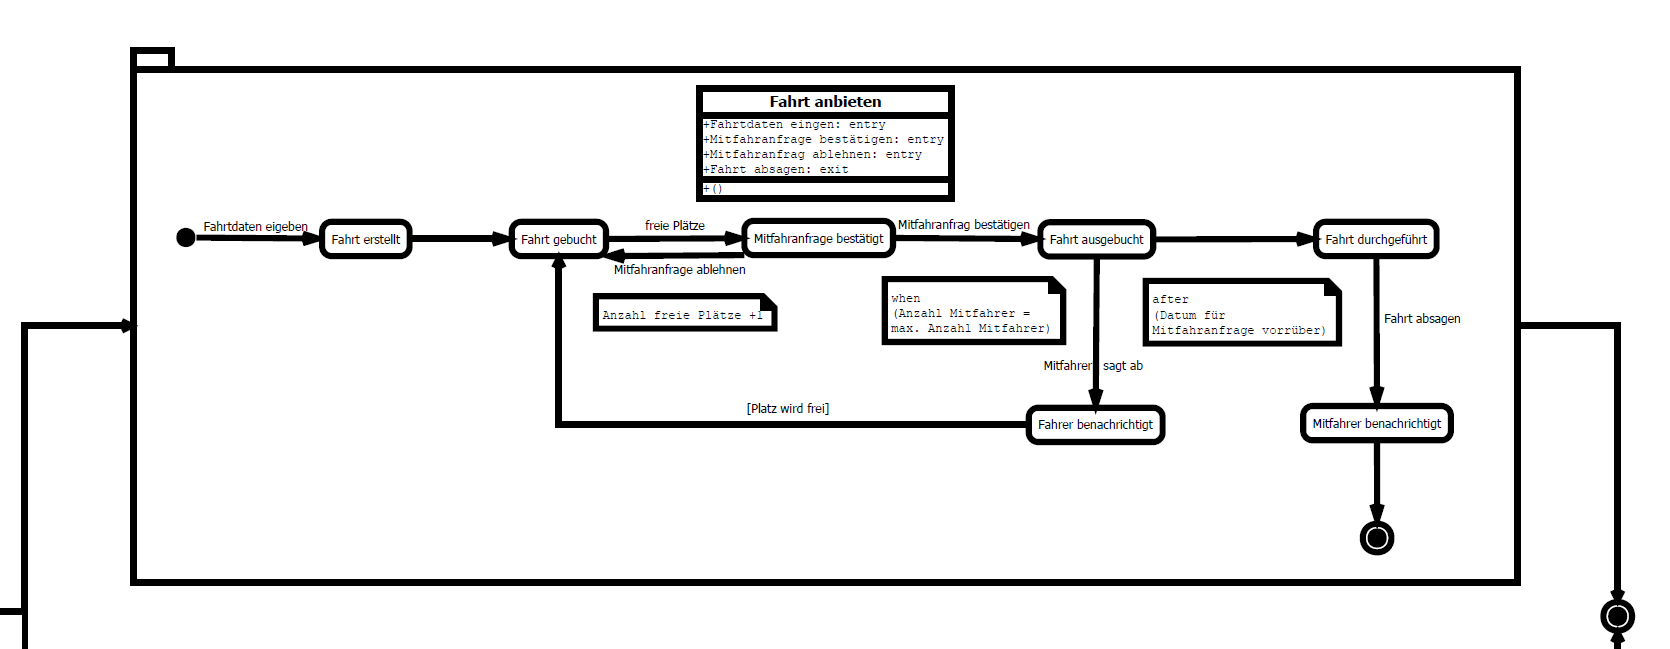 Fahrt anbieten
+Fahrtdaten eingen: entry
+Mitfahranfrage bestätigen: entry
+Mitfahranfrag ablehnen: entry
+Fahrt absagen: exit
+()
Fahrtdaten eigeben
Fahrt erstellt
Fahrt gebucht
freie Plätze
Mitfahranfrage bestätigt
Mitfahranfrag bestätigen
Fahrt ausgebucht
Fahrt durchgeführt
Mitfahranfrage ablehnen
Anzahl freie Plätze +1
when
(Anzahl Mitfahrer =
max. Anzahl Mitfahrer)
after
(Datum für
Mitfahranfrage vorrüber)
Fahrt absagen
Mitfahrer sagt ab
[Platz wird frei]
Fahrer benachrichtigt
Mitfahrer benachrichtigt